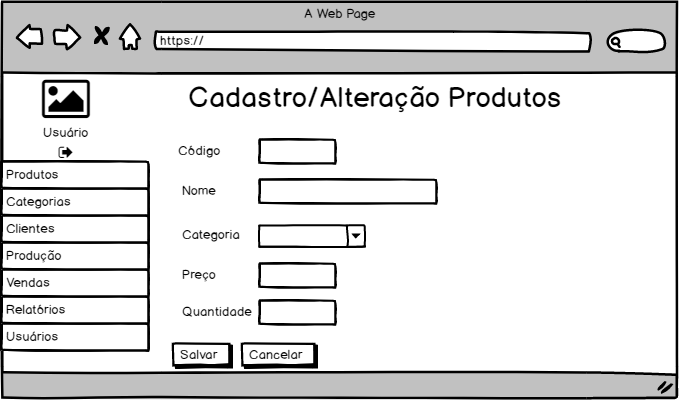 A Web Page
https://
Cadastro/Alteração Produtos
Usuário
Produtos
Categorias
Clientes
Produção
Vendas
Relatórios
Usuários
Código
Nome
Categoria
Preço
Quantidade
Salvar
Cancelar